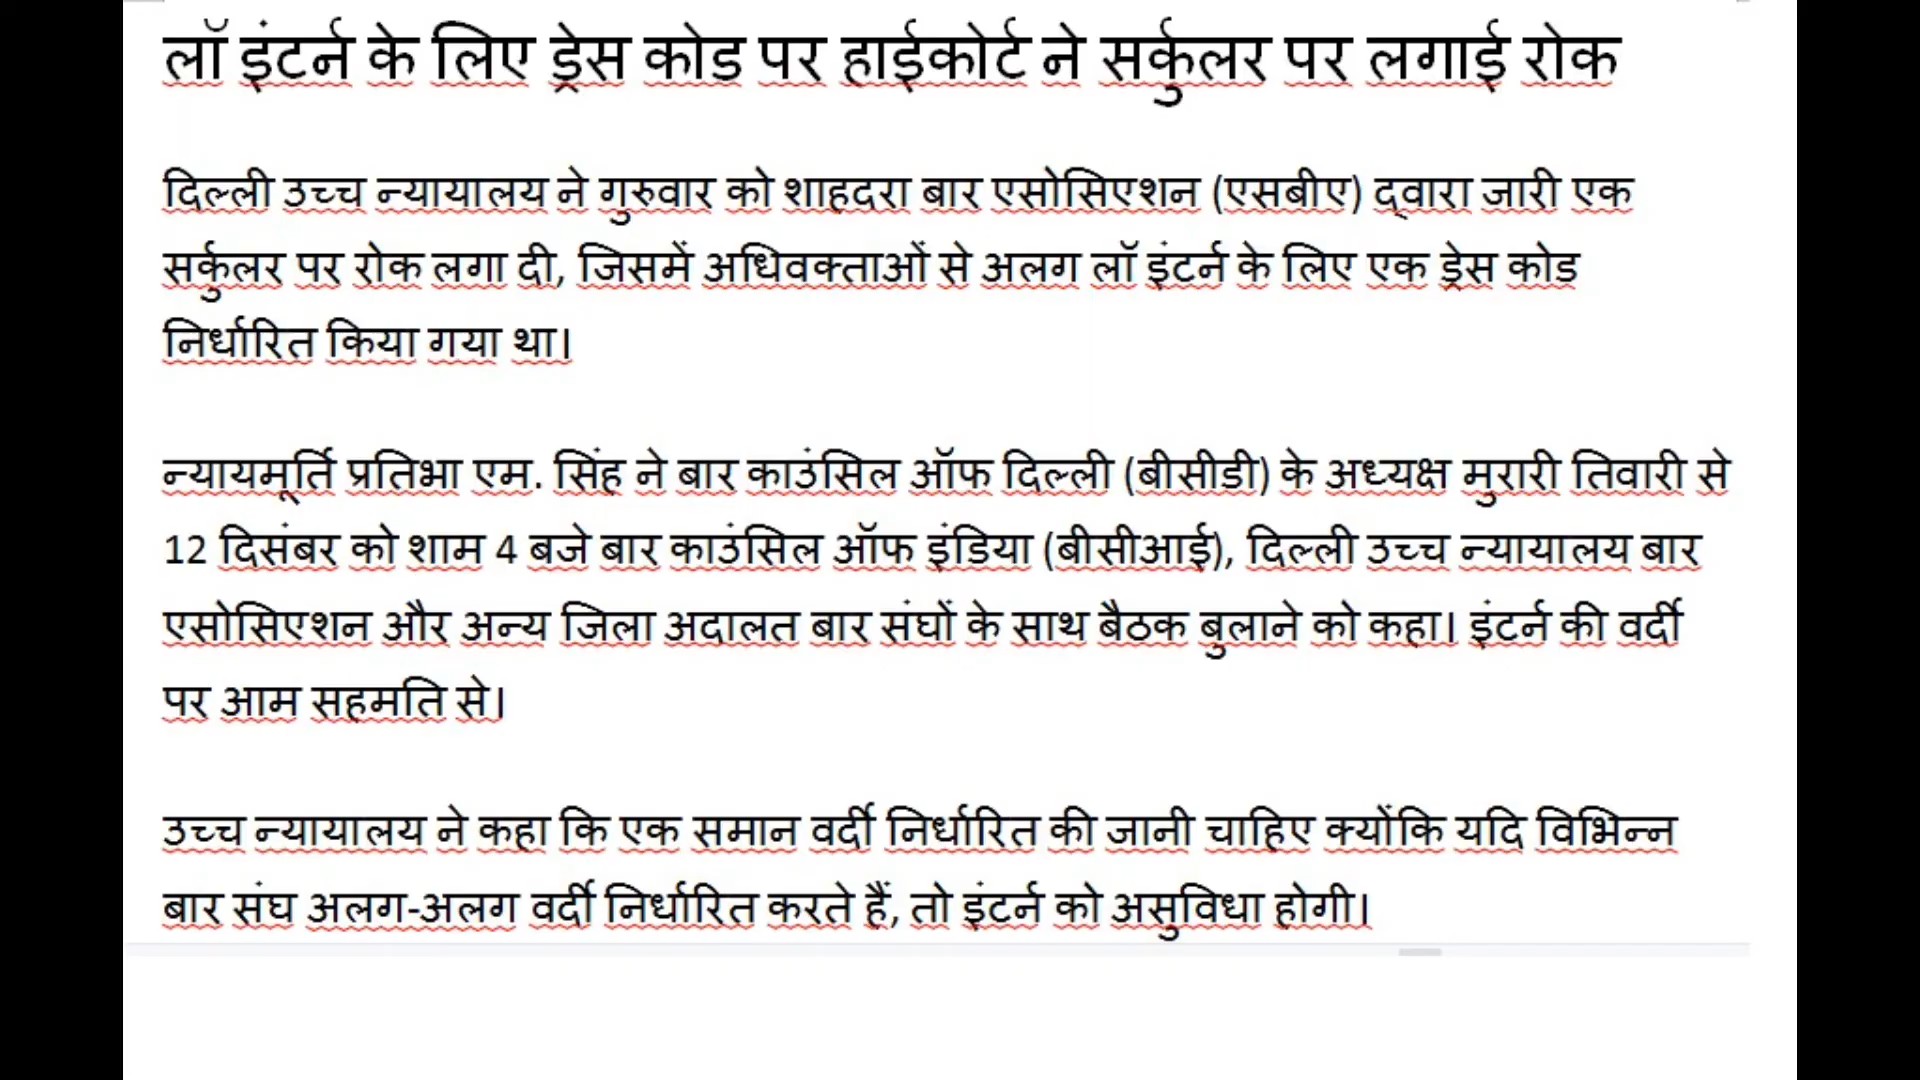 लॉ इंटर्न के लिए ड्रेस कोड पर हाईकोर्ट ने सर्कुलर पर लगाई रोक
दिल्ली उच्च न्यायालय ने गुरुवार को शाहदरा बार एसोसिएशन (एसबीए) द्वारा जारी एक
सर्कुलर पर रोक लगा दी, जिसमें अधिवक्ताओं से अलग लॉ इंटर्न के लिए एक ड्रेस कोड
निर्धारित किया गया था।
न्यायमूर्ति प्रतिभा एम. सिंह ने बार काउंसिल ऑफ दिल्ली (बीसीडी) के अध्यक्ष मुरारी तिवारी से
12 दिसंबर को शाम 4 बजे बार काउंसिल ऑफ इंडिया (बीसीआई), दिल्ली उच्च न्यायालय बार
एसोसिएशन और अन्य जिला अदालत बार संघों के साथ बैठक बुलाने को कहा। इंटर्न की वर्दी
पर आम सहमति से।
उच्च न्यायालय ने कहा कि एक समान वर्दी निर्धारित की जानी चाहिए क्योंकि यदि विभिन्न
बार संघ अलग-अलग वर्दी निर्धारित करते हैं, तो इंटर्न को असुविधा होगी।